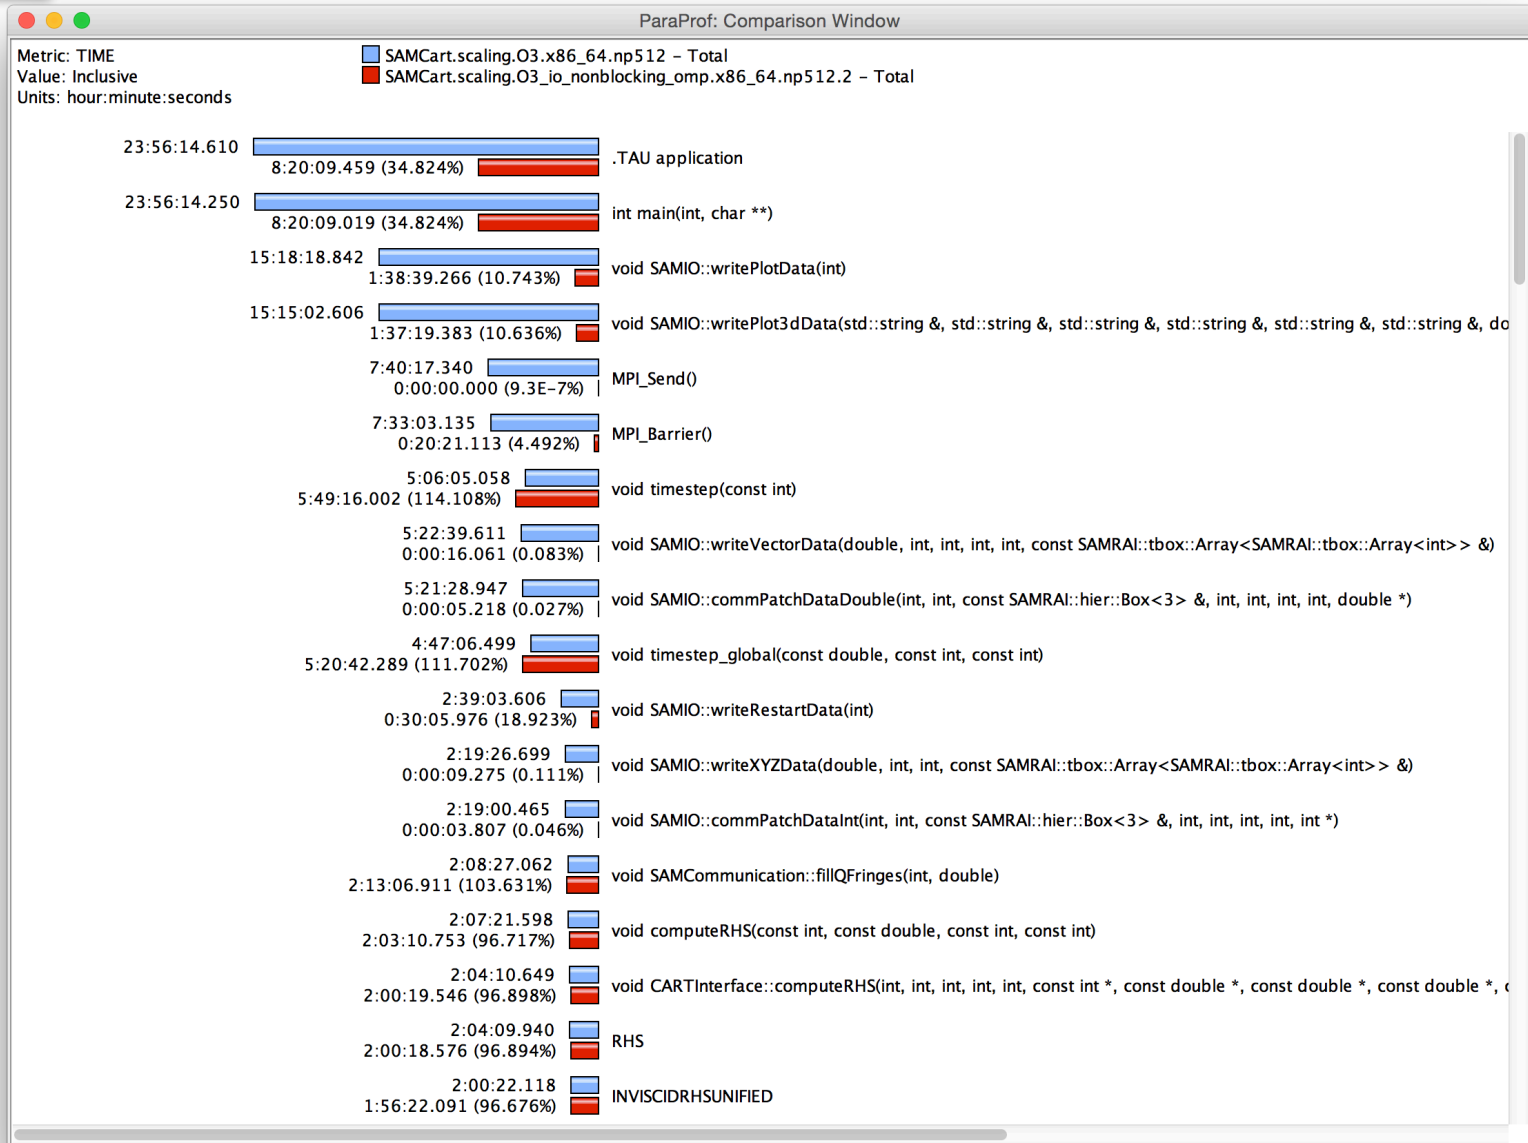 ParaProf: Comparison Window
Metric: TIME
Value: Inclusive
Units: hour:minute:seconds
SAMCart.scaling.O3.x86_64.np512 - Total
SAMCart.scaling.O3_io_nonblocking_omp.x86_64.np512.2 - Total
23:56:14.610
8:20:09.459 (34.824%)
.TAU application
23:56:14.250
8:20:09.019 (34.824%)
int main(int, char **)
15:18:18.842
1:38:39.266 (10.743%)
void SAMIO::writePlotData(int)
15:15:02.606
1:37:19.383 (10.636%)
void SAMIO::writePlot3dData(std::string &, std::string &, std::string &, std::string &, std::string &, std::string &, do
7:40:17.340
0:00:00.000 (9.3E-7%)
MPI_Send()
7:33:03.135
0:20:21.113 (4.492%)
MPI_Barrier()
5:06:05.058
5:49:16.002 (114.108%)
void timestep(const int)
5:22:39.611
0:00:16.061 (0.083%)
void SAMIO::writeVectorData(double, int, int, int, int, const SAMRAI::tbox::Array<SAMRAI::tbox::Array<int>> &)
5:21:28.947
0:00:05.218 (0.027%)
void SAMIO::commPatchDataDouble(int, int, const SAMRAI::hier::Box<3> &, int, int, int, int, double *)
4:47:06.499
5:20:42.289 (111.702%)
void timestep_global(const double, const int, const int)
2:39:03.606
0:30:05.976 (18.923%)
void SAMIO::writeRestartData(int)
2:19:26.699
0:00:09.275 (0.111%)
void SAMIO::writeXYZData(double, int, int, const SAMRAI::tbox::Array<SAMRAI::tbox::Array<int>> &)
2:19:00.465
0:00:03.807 (0.046%)
void SAMIO::commPatchDataInt(int, int, const SAMRAI::hier::Box<3> &, int, int, int, int, int *)
2:08:27.062
2:13:06.911 (103.631%)
void SAMCommunication::fillQFringes(int, double)
2:07:21.598
2:03:10.753 (96.717%)
void computeRHS(const int, const double, const int, const int)
2:04:10.649
2:00:19.546 (96.898%)
void CARTInterface::computeRHS(int, int, int, int, int, const int *, const double *, const double *, const double *, c
2:04:09.940
2:00:18.576 (96.894%)
RHS
2:00:22.118
1:56:22.091 (96.676%)
INVISCIDRHSUNIFIED